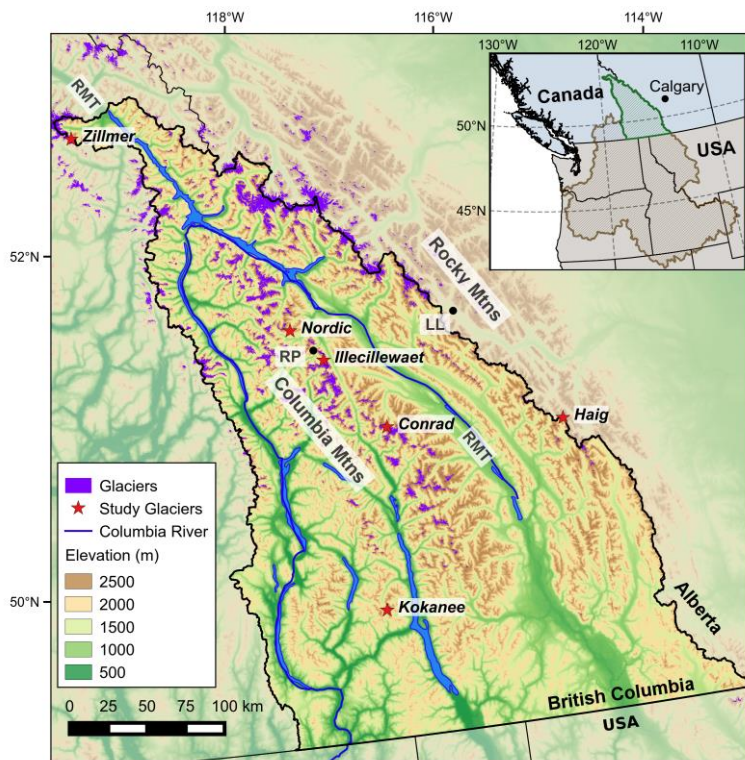 118°W
116°W
114°W
130°W
120°W
110°W
Canada
Calgary
50°N
USA
45°N
RMT
Zillmer
52°N
Rocky Mtns
Nordic
LL
RP
Illecillewaet
Columbia Mtns
Haig
Conrad
RMT
Glaciers
Study Glaciers
Columbia River
Elevation (m)
2500
2000
1500
1000
500
50°N
Kokanee
Alberta
0 25 50 75 100 km
British Columbia
USA